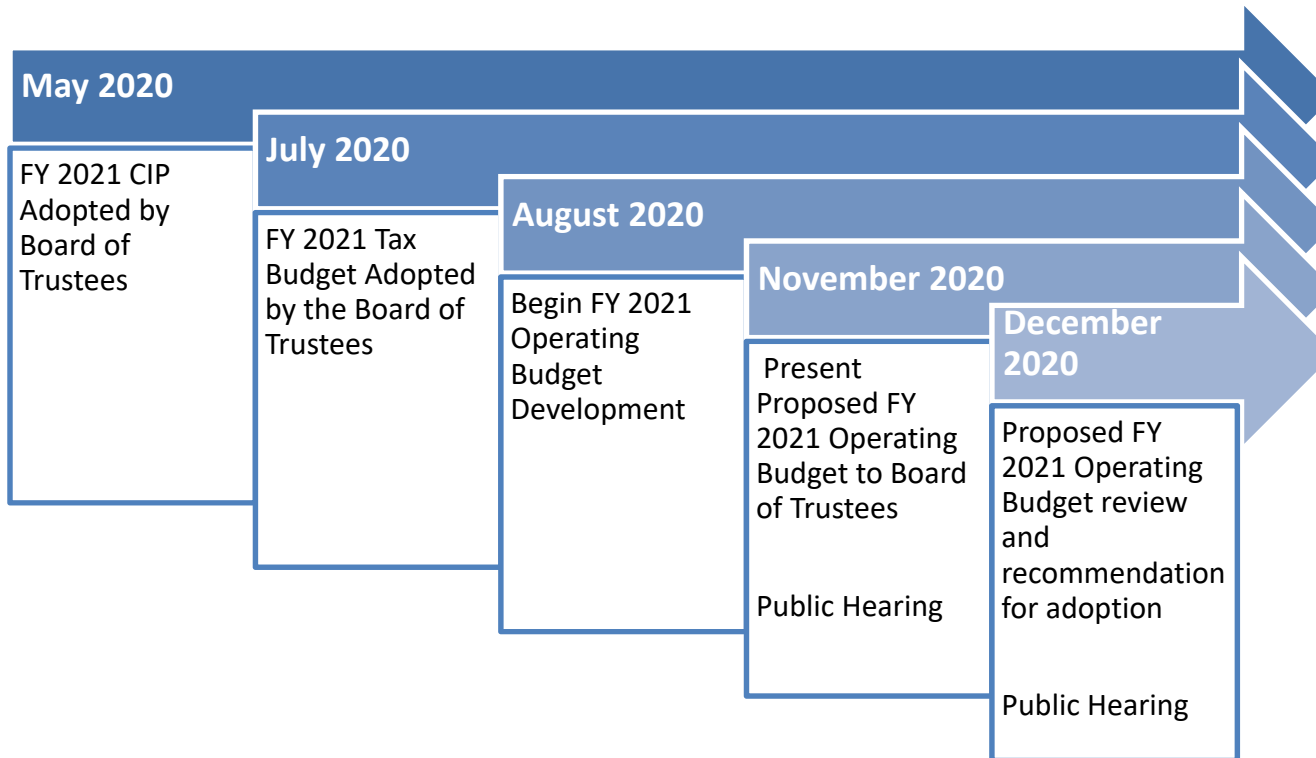 May 2020
FY 2021 CIP
Adopted by
Board of
Trustees
July 2020
FY 2021 Tax
Budget Adopted
by the Board of
Trustees
August 2020
Begin FY 2021
Operating
Budget
Development
November 2020
Present
Proposed FY
2021 Operating
Budget to Board
of Trustees
Public Hearing
December
2020
Proposed FY
2021 Operating
Budget review
and
recommendation
for adoption
Public Hearing